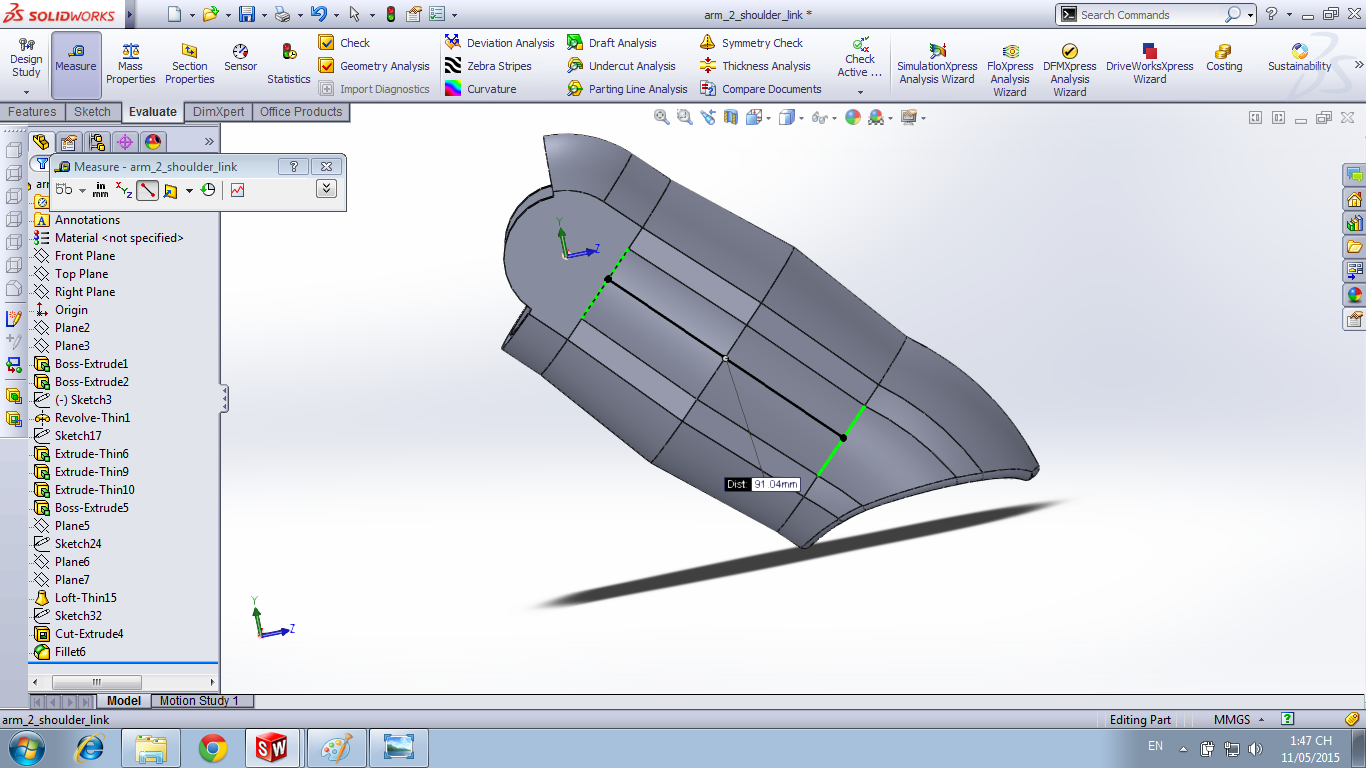 SOLIDWORKS
arm_2_shoulder_link *
Search Commands
Design Study
Measure
Mass Properties
Section Properties
Sensor
Statistics
Check
Geometry Analysis
Import Diagnostics
Deviation Analysis
Zebra Stripes
Curvature
Draft Analysis
Undercut Analysis
Parting Line Analysis
Symmetry Check
Thickness Analysis
Compare Documents
Check Active ...
SimulationXpress Analysis Wizard
FloXpress Analysis Wizard
DFMXpress Analysis Wizard
DriveWorksXpress Wizard
Costing
Sustainability
Features
Sketch
Evaluate
DimXpert
Office Products
Measure - arm_2_shoulder_link
in
mm
XYZ
arm
Annotations
Material <not specified>
Front Plane
Top Plane
Right Plane
Origin
Plane2
Plane3
Boss-Extrude1
Boss-Extrude2
(-) Sketch3
Revolve-Thin1
Sketch17
Extrude-Thin6
Extrude-Thin9
Extrude-Thin10
Boss-Extrude5
Plane5
Sketch24
Plane6
Plane7
Loft-Thin15
Sketch32
Cut-Extrude4
Fillet6
Y
Z
Dist: 91.04mm
Y
Z
Model
Motion Study 1
arm_2_shoulder_link
Editing Part
MMGS
SW
EN
1:47 CH
11/05/2015